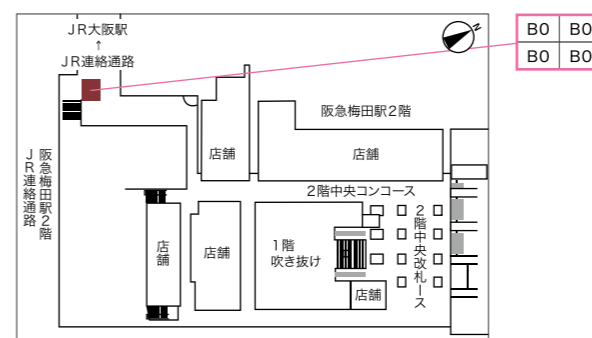 JR大阪駅
↑
JR連絡通路
N
B0 B0
B0 B0
阪急梅田駅2階
店舗
店舗
2階中央コンコース
阪急梅田駅2階
JR連絡通路
店舗
店舗
1階
吹き抜け
店舗
2階中央改札ース